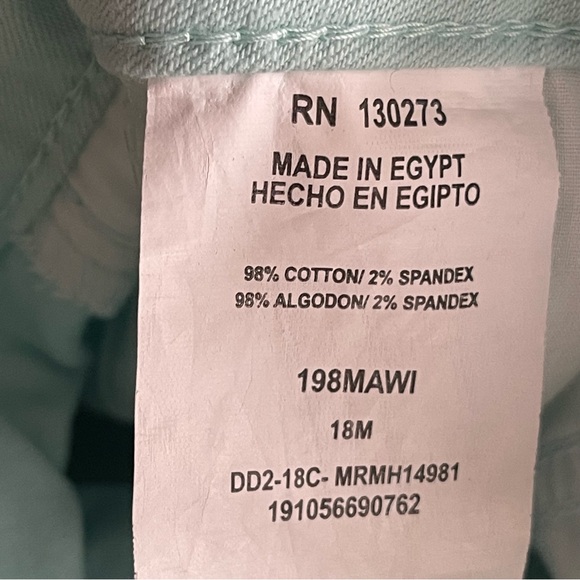 RN 130273
MADE IN EGYPT
HECHO EN EGIPTO
98% COTTON/ 2% SPANDEX
98% ALGODON/ 2% SPANDEX
198MAWI
18M
DD2-18C- MRMH14981
191056690762